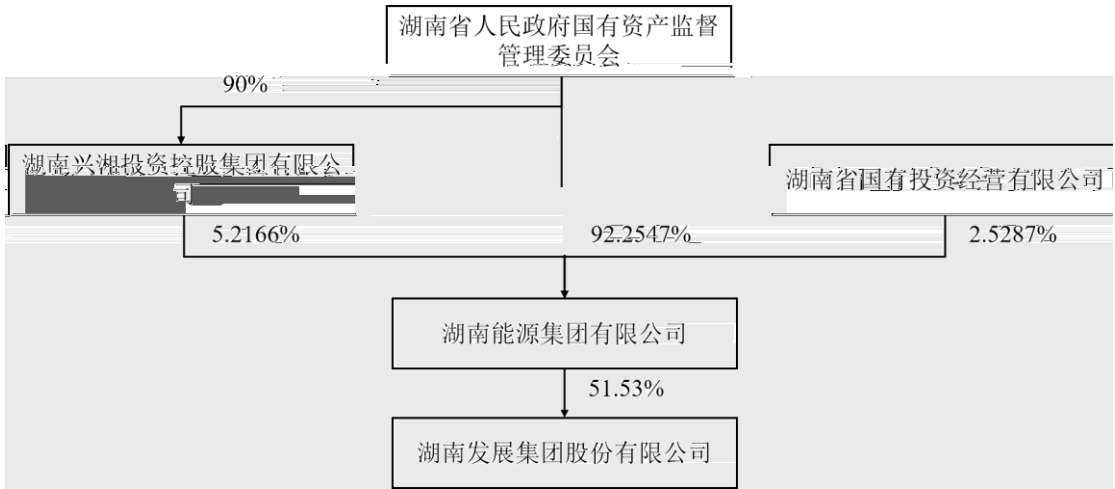 湖南省人民政府国有资产监督
管理委员会
90%
湖南兴湘投资控股集团有限公
司
湖南省国有投资经营有限公司
5.2166%
92.2547%
2.5287%
湖南能源集团有限公司
51.53%
湖南发展集团股份有限公司